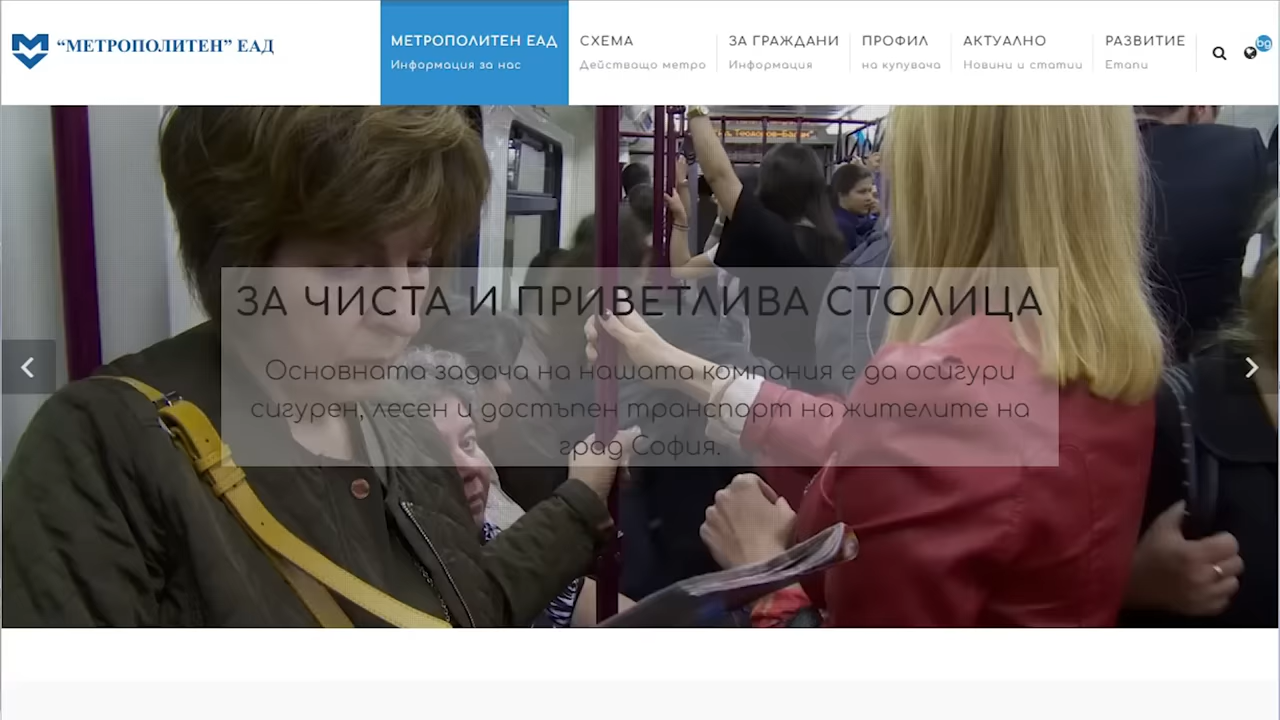 “МЕТРОПОЛИТЕН” ЕАД
МЕТРОПОЛИТЕН ЕАД
Информация за нас
СХЕМА
Действащо метро
ЗА ГРАЖДАНИ
Информация
ПРОФИЛ
на купувача
АКТУАЛНО
Новини и статии
РАЗВИТИЕ
Етапи
bg
ЗА ЧИСТА И ПРИВЕТЛИВА СТОЛИЦА
Основната задача на нашата компания е да осигури
сигурен, лесен и достъпен транспорт на жителите на
град София.